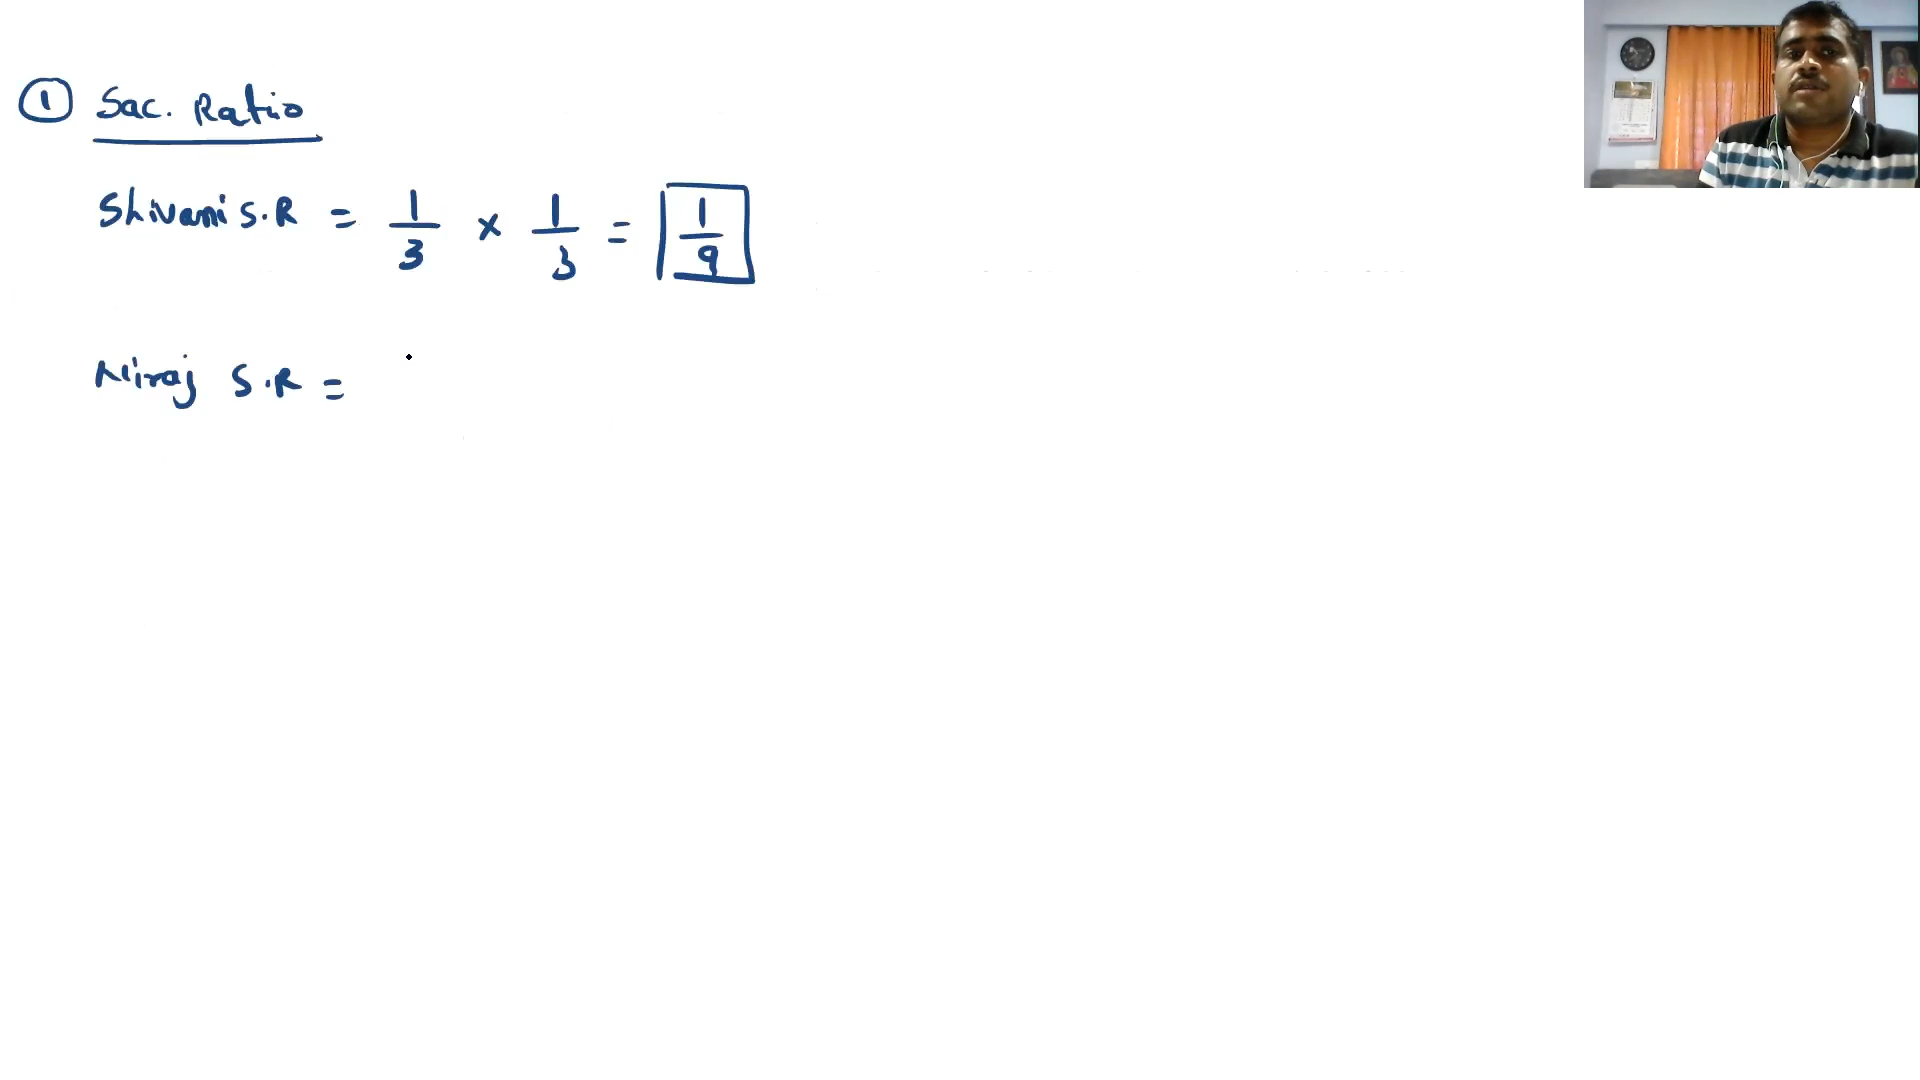 ① Sac. Ratio
Shivani S.R = 1/3 × 1/3 = 1/9
Niraj S.R =